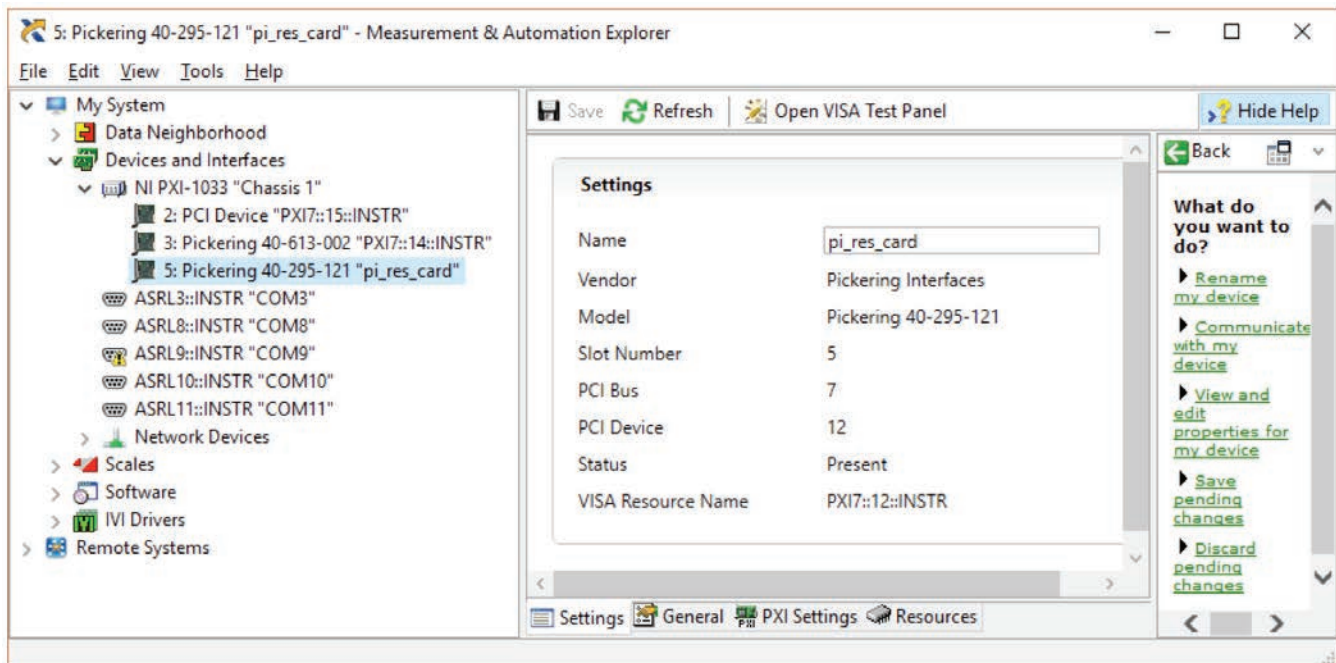 5: Pickering 40-295-121 "pi_res_card" - Measurement & Automation Explorer
File Edit View Tools Help
My System
Data Neighborhood
Devices and Interfaces
NI PXI-1033 "Chassis 1"
2: PCI Device "PXI7::15::INSTR"
3: Pickering 40-613-002 "PXI7::14::INSTR"
5: Pickering 40-295-121 "pi_res_card"
ASRL3::INSTR "COM3"
ASRL8::INSTR "COM8"
ASRL9::INSTR "COM9"
ASRL10::INSTR "COM10"
ASRL11::INSTR "COM11"
Network Devices
Scales
Software
IVI Drivers
Remote Systems
Save Refresh Open VISA Test Panel Hide Help
Settings
Name pi_res_card
Vendor Pickering Interfaces
Model Pickering 40-295-121
Slot Number 5
PCI Bus 7
PCI Device 12
Status Present
VISA Resource Name PXI7::12::INSTR
Settings General PXI Settings Resources
Back
What do
you want to
do?
Rename
my device
Communicate
with my
device
View and
edit
properties for
my device
Save
pending
changes
Discard
pending
changes